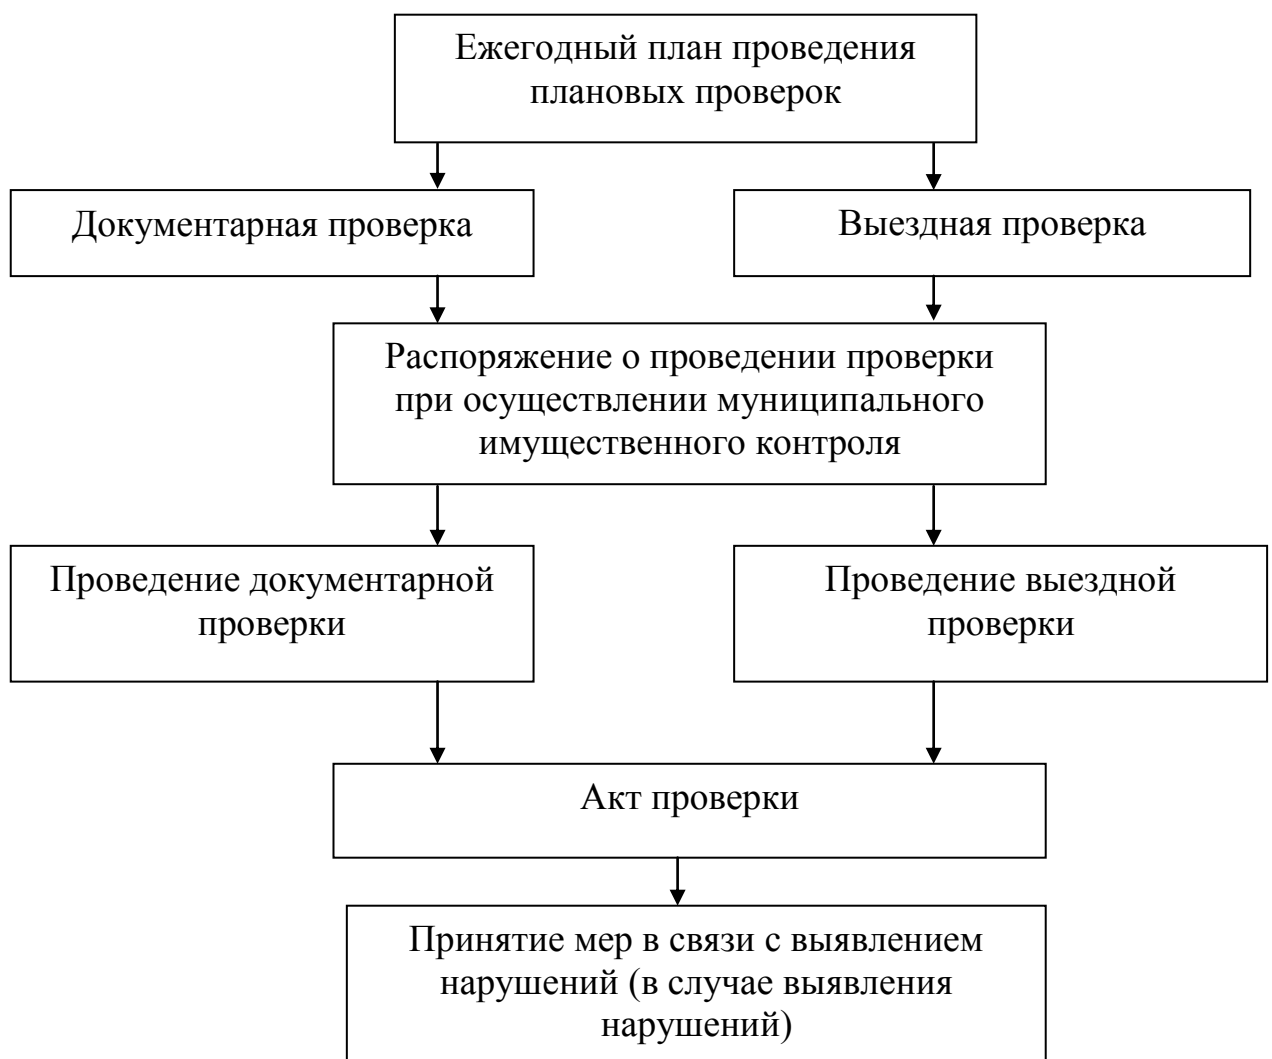 Ежегодный план проведения
плановых проверок
Документарная проверка
Выездная проверка
Распоряжение о проведении проверки
при осуществлении муниципального
имущественного контроля
Проведение документарной
проверки
Проведение выездной
проверки
Акт проверки
Принятие мер в связи с выявлением
нарушений (в случае выявления
нарушений)